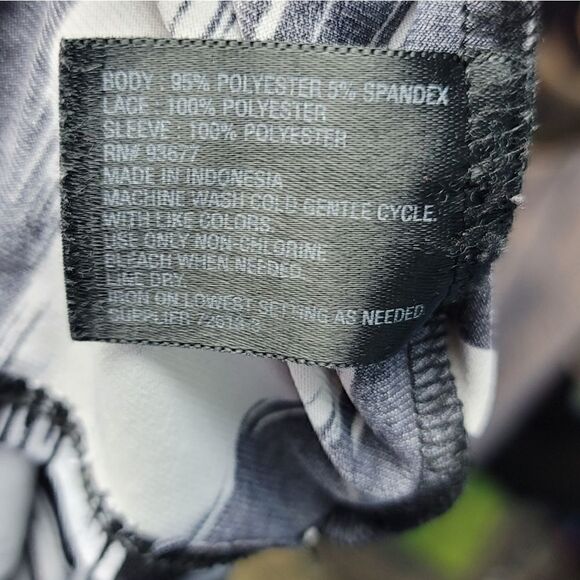 BODY : 95% POLYESTER 5% SPANDEX
LACE : 100% POLYESTER
SLEEVE : 100% POLYESTER
RN# 93677
MADE IN INDONESIA
MACHINE WASH COLD GENTLE CYCLE.
WITH LIKE COLORS.
USE ONLY NON-CHLORINE
BLEACH WHEN NEEDED.
LINE DRY.
IRON ON LOWEST SETTING AS NEEDED
SUPPLIER